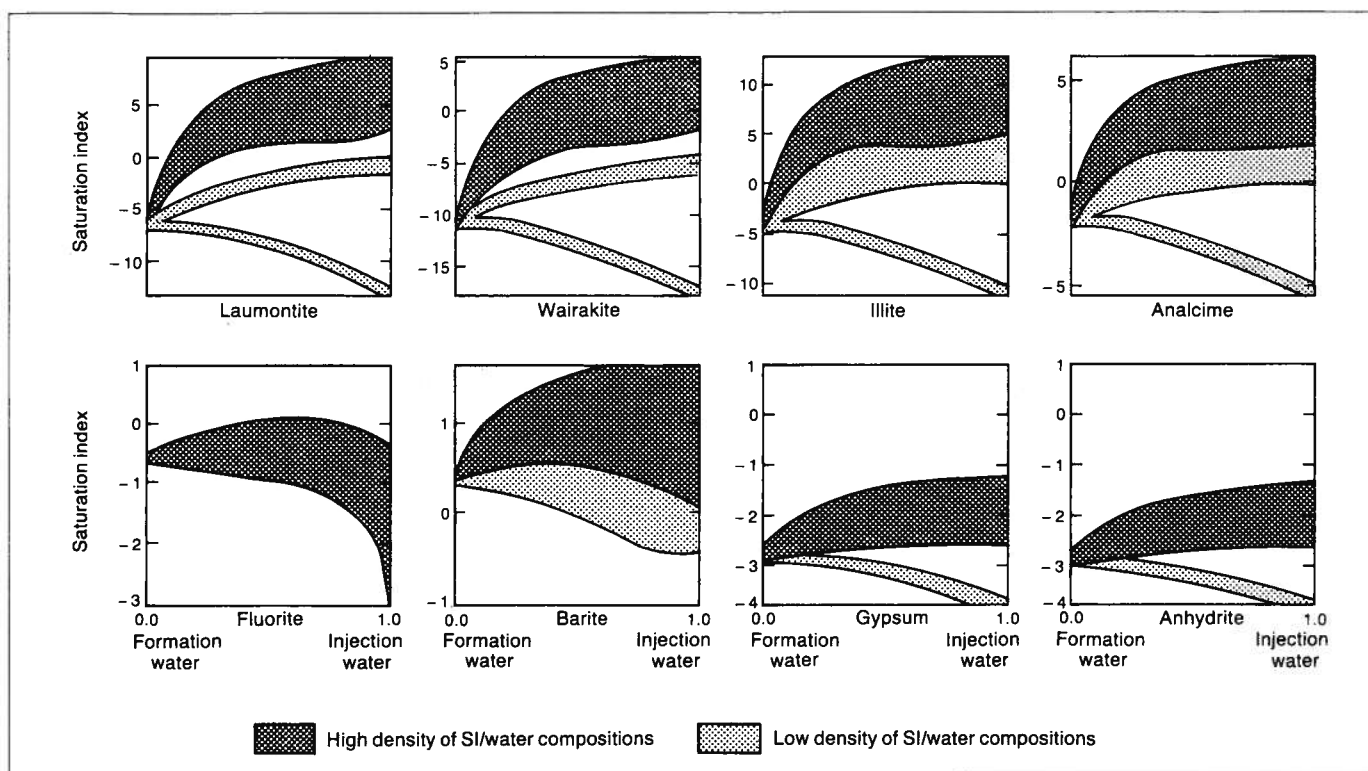 Saturation index
5
0
– 5
– 10
Laumontite
5
0
– 5
– 10
– 15
Wairakite
10
5
0
– 5
– 10
Illite
5
0
– 5
Analcime
Saturation index
1
0
– 1
– 2
– 3
0.0 Fluorite 1.0
Formation water
Injection water
1
0
– 1
0.0 Barite 1.0
Formation water
Injection water
1
0
– 1
– 2
– 3
– 4
0.0 Gypsum 1.0
Formation water
Injection water
1
0
– 1
– 2
– 3
– 4
0.0 Anhydrite 1.0
Formation water
Injection water
High density of SI/water compositions
Low density of SI/water compositions